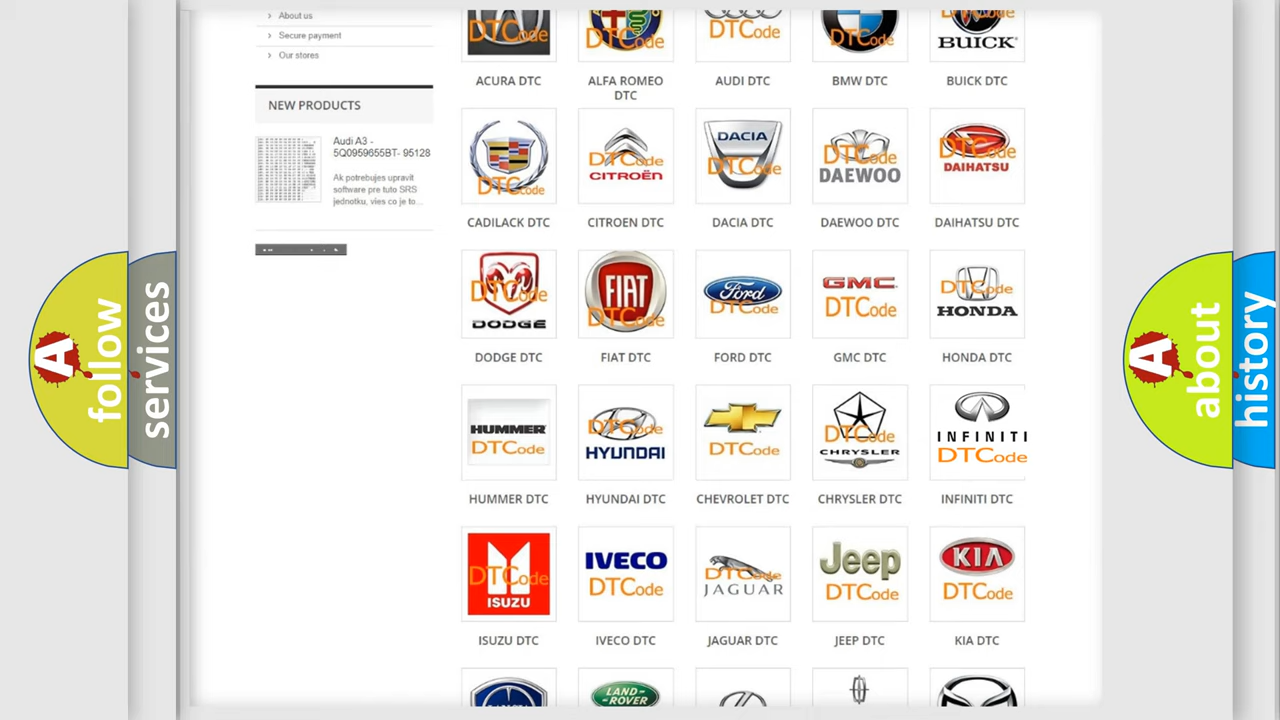 About us
Secure payment
Our stores
NEW PRODUCTS
Audi A3 -
5Q0959655BT- 95128
Ak potrebujes upravit
software pre tuto SRS
jednotku, vies co je to...
DTCode
DTCode
DTCode
DTCode
BUICK
ACURA DTC
ALFA ROMEO
DTC
AUDI DTC
BMW DTC
BUICK DTC
DTCode
DTCode
CITROËN
DACIA
DTCode
DTCode
DAEWOO
DTCode
DAIHATSU
CADILACK DTC
CITROEN DTC
DACIA DTC
DAEWOO DTC
DAIHATSU DTC
DTCode
DODGE
FIAT
DTCode
Ford
DTCode
GMC
DTCode
DTCode
HONDA
DODGE DTC
FIAT DTC
FORD DTC
GMC DTC
HONDA DTC
HUMMER
DTCode
DTCode
HYUNDAI
DTCode
DTCode
CHRYSLER
INFINITI
DTCode
HUMMER DTC
HYUNDAI DTC
CHEVROLET DTC
CHRYSLER DTC
INFINITI DTC
DTCode
ISUZU
IVECO
DTCode
DTCode
JAGUAR
Jeep
DTCode
KIA
DTCode
ISUZU DTC
IVECO DTC
JAGUAR DTC
JEEP DTC
KIA DTC
LAND-
ROVER
A
follow
services
A
about
history